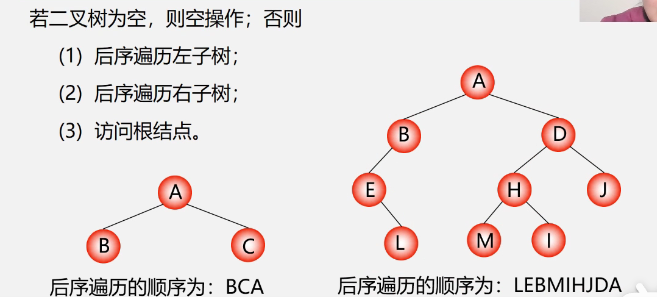 若二叉树为空，则空操作；否则
(1) 后序遍历左子树；
(2) 后序遍历右子树；
(3) 访问根结点。
A
B
C
后序遍历的顺序为：BCA
A
B
D
E
H
J
L
M
I
后序遍历的顺序为：LEBMIHJDA